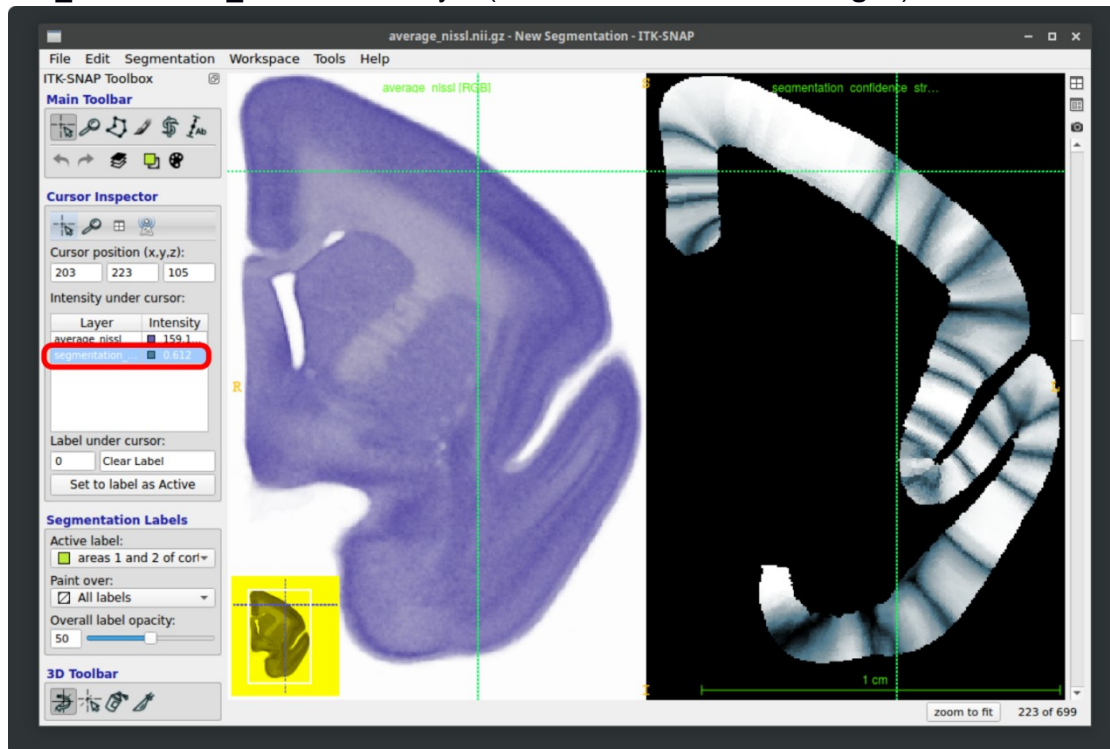 average_nissl.nii.gz - New Segmentation - ITK-SNAP
File Edit Segmentation Workspace Tools Help
ITK-SNAP Toolbox
Main Toolbar
Cursor Inspector
Cursor position (x,y,z):
203 223 105
Intensity under cursor:
Layer Intensity
average_nissl 159.1...
segmentation_... 0.612
Label under cursor:
0 Clear Label
Set to label as Active
Segmentation Labels
Active label:
areas 1 and 2 of cort
Paint over:
All labels
Overall label opacity:
50
3D Toolbar
average_nissl [RGB]
R
S
segmentation_confidence_str...
L
I
1 cm
zoom to fit 223 of 699